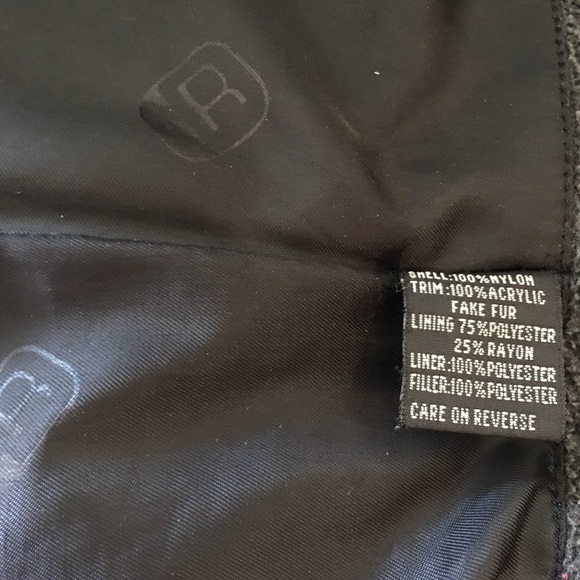 R
SHELL:100%NYLON
TRIM:100%ACRYLIC
FAKE FUR
LINING 75%POLYESTER
25%RAYON
LINER:100%POLYESTER
FILLER:100%POLYESTER
CARE ON REVERSE
R